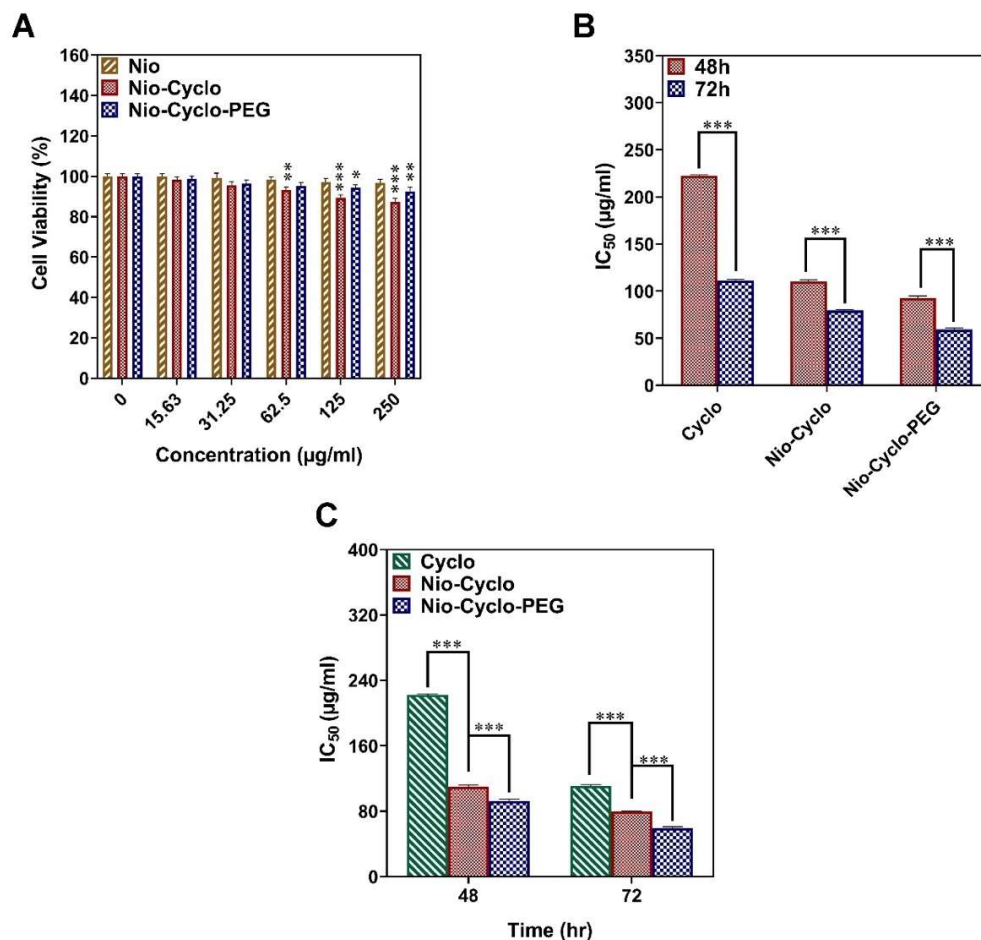 A
160
140
120
100
80
60
40
20
0
Cell Viability (%)
Nio
Nio-Cyclo
Nio-Cyclo-PEG
**
***
*
***
**
0
15.63
31.25
62.5
125
250
Concentration (µg/ml)
B
350
300
250
200
150
100
50
0
IC50 (µg/ml)
48h
72h
***
***
***
Cyclo
Nio-Cyclo
Nio-Cyclo-PEG
C
400
320
240
160
80
0
IC50 (µg/ml)
Cyclo
Nio-Cyclo
Nio-Cyclo-PEG
***
***
***
***
48
72
Time (hr)